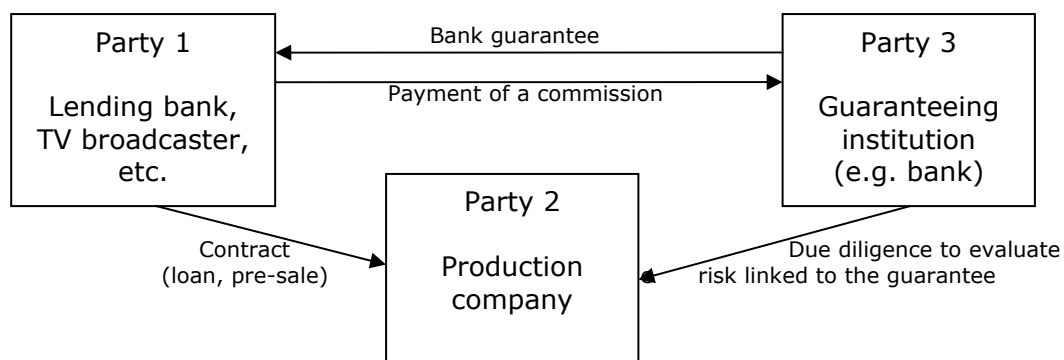 Party 1
Lending bank,
TV broadcaster,
etc.
Bank guarantee
Payment of a commission
Party 3
Guaranteeing
institution
(e.g. bank)
Party 2
Production
company
Contract
(loan, pre-sale)
Due diligence to evaluate
risk linked to the guarantee